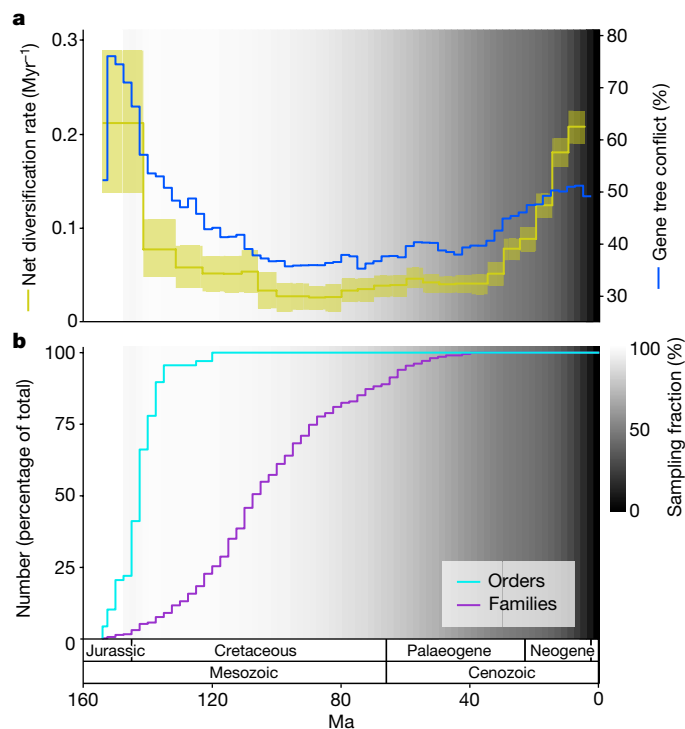 a
Net diversification rate (Myr⁻¹)
0.3
0.2
0.1
0
80
70
60
50
40
30
Gene tree conflict (%)
b
Number (percentage of total)
100
75
50
25
0
100
50
0
Sampling fraction (%)
Orders
Families
Jurassic
Cretaceous
Palaeogene
Neogene
Mesozoic
Cenozoic
160
120
80
40
0
Ma